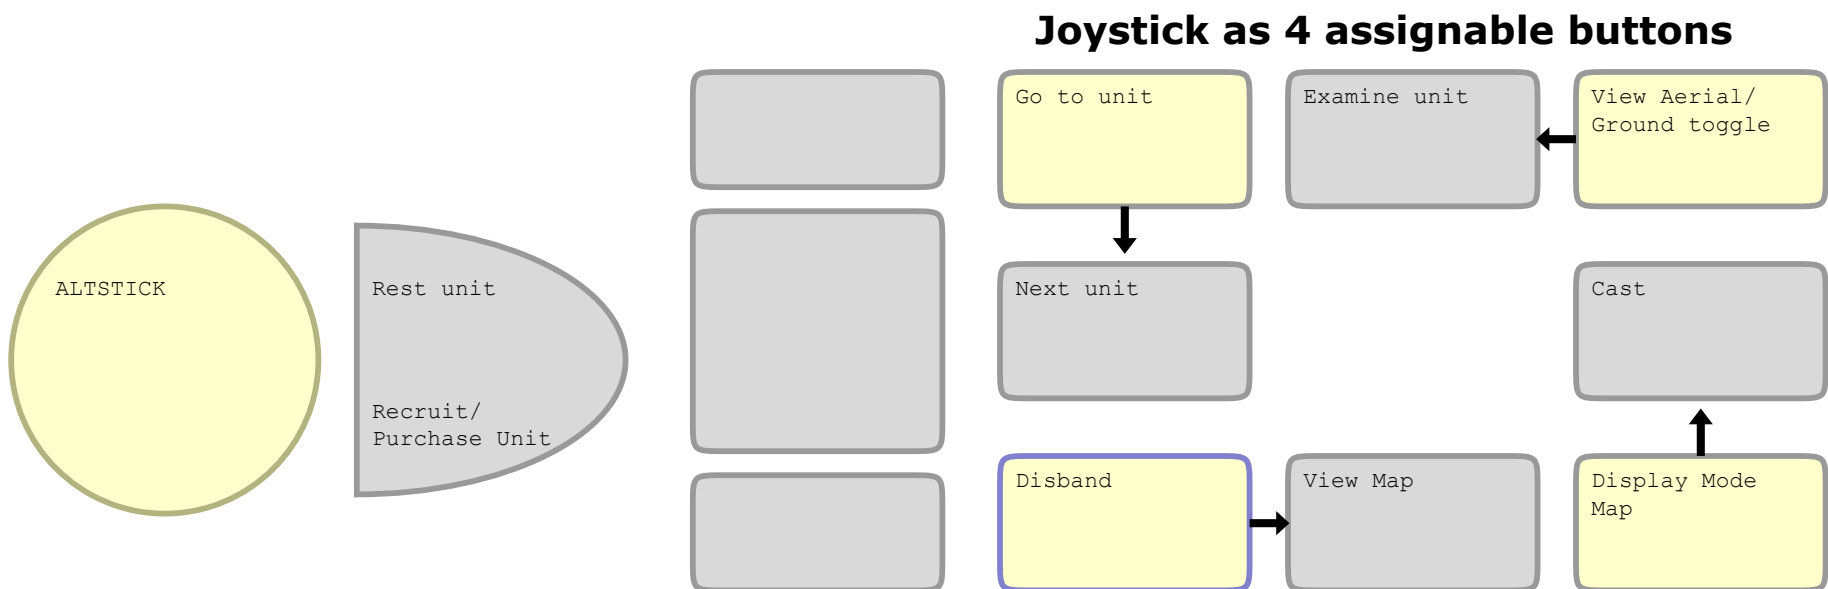 Joystick as 4 assignable buttons
Go to unit
Examine unit
View Aerial/
Ground toggle
ALTSTICK
Rest unit
Recruit/
Purchase Unit
Next unit
Cast
Disband
View Map
Display Mode
Map